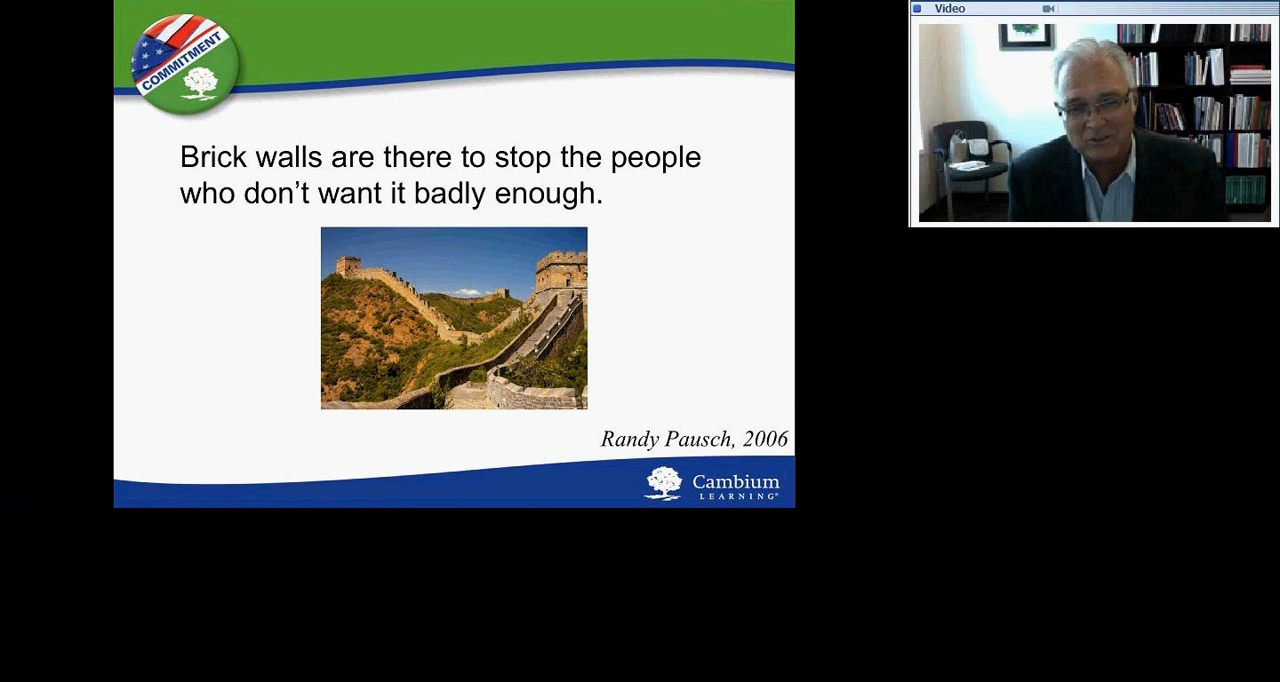 COMMITMENT
Brick walls are there to stop the people
who don’t want it badly enough.
Randy Pausch, 2006
Cambium
LEARNING®
Video